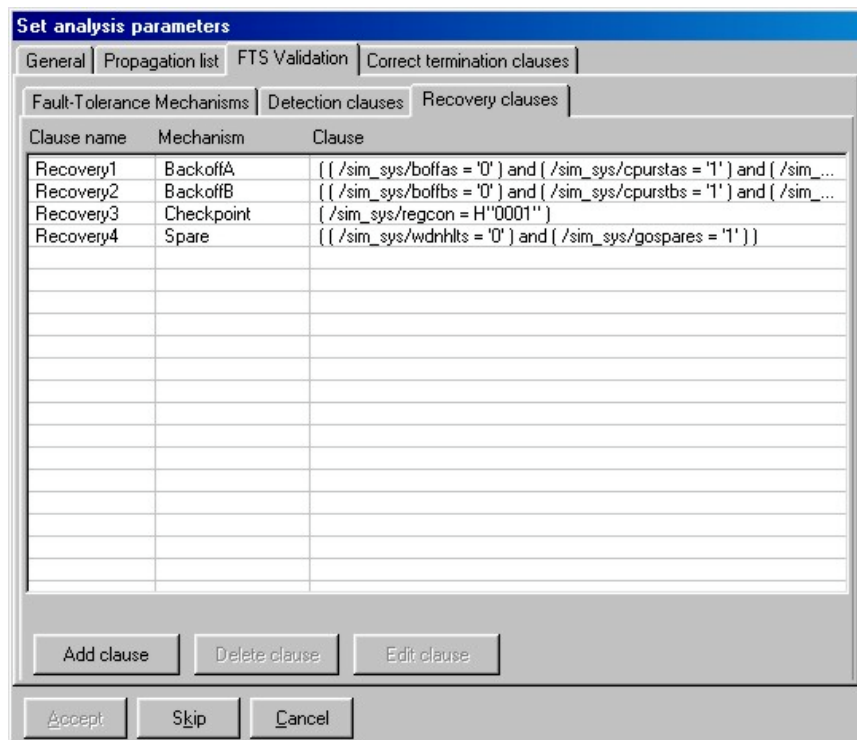 Set analysis parameters
General Propagation list FTS Validation Correct termination clauses
Fault-Tolerance Mechanisms Detection clauses Recovery clauses
Clause name Mechanism Clause
Recovery1 BackoffA ( ( /sim_sys/boffas = '0' ) and ( /sim_sys/cpurstas = '1' ) and ( /sim_...
Recovery2 BackoffB ( ( /sim_sys/boffbs = '0' ) and ( /sim_sys/cpurstbs = '1' ) and ( /sim_...
Recovery3 Checkpoint ( /sim_sys/regcon = H"0001" )
Recovery4 Spare ( ( /sim_sys/wdnhlts = '0' ) and ( /sim_sys/gospares = '1' ) )
Add clause Delete clause Edit clause
Accept Skip Cancel